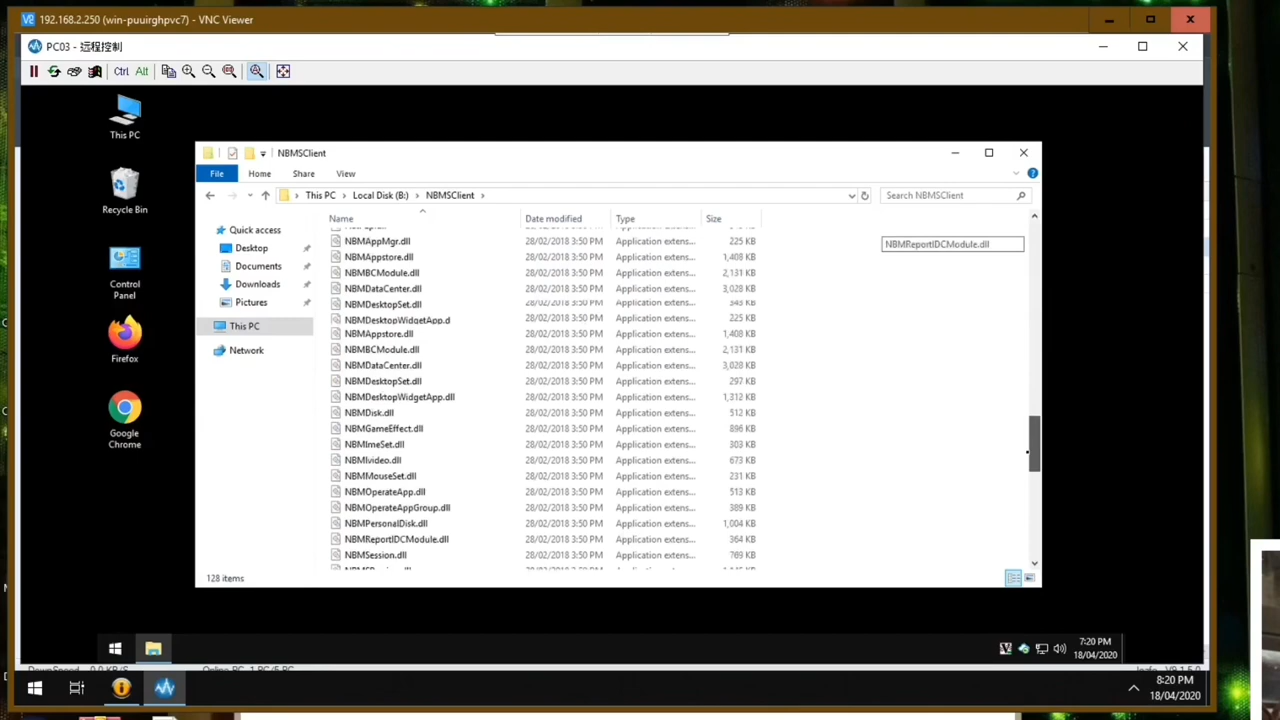 192.168.2.250 (win-puuirghpvc7) - VNC Viewer
PC03 - 远程控制
Ctrl Alt
This PC
Recycle Bin
Control
Panel
Firefox
Google
Chrome
NBMSClient
File Home Share View
This PC Local Disk (B:) NBMSClient
Search NBMSClient
Quick access
Desktop
Documents
Downloads
Pictures
This PC
Network
Name Date modified Type Size
NBMAppMgr.dll 28/02/2018 3:50 PM Application extens... 225 KB
NBMAppstore.dll 28/02/2018 3:50 PM Application extens... 1,408 KB
NBMBCModule.dll 28/02/2018 3:50 PM Application extens... 2,131 KB
NBMDataCenter.dll 28/02/2018 3:50 PM Application extens... 3,028 KB
NBMDesktopSet.dll 28/02/2018 3:50 PM Application extens...
NBMDesktopWidgetApp.d 28/02/2018 3:50 PM Application extens... 225 KB
NBMAppstore.dll 28/02/2018 3:50 PM Application extens... 1,408 KB
NBMBCModule.dll 28/02/2018 3:50 PM Application extens... 2,131 KB
NBMDataCenter.dll 28/02/2018 3:50 PM Application extens... 3,028 KB
NBMDesktopSet.dll 28/02/2018 3:50 PM Application extens... 297 KB
NBMDesktopWidgetApp.dll 28/02/2018 3:50 PM Application extens... 1,312 KB
NBMDisk.dll 28/02/2018 3:50 PM Application extens... 512 KB
NBMGameEffect.dll 28/02/2018 3:50 PM Application extens... 896 KB
NBMImeSet.dll 28/02/2018 3:50 PM Application extens... 303 KB
NBMIvideo.dll 28/02/2018 3:50 PM Application extens... 673 KB
NBMMouseSet.dll 28/02/2018 3:50 PM Application extens... 231 KB
NBMOperateApp.dll 28/02/2018 3:50 PM Application extens... 513 KB
NBMOperateAppGroup.dll 28/02/2018 3:50 PM Application extens... 389 KB
NBMPersonalDisk.dll 28/02/2018 3:50 PM Application extens... 1,004 KB
NBMReportIDCModule.dll 28/02/2018 3:50 PM Application extens... 364 KB
NBMSession.dll 28/02/2018 3:50 PM Application extens... 769 KB
NBMReportIDCModule.dll
128 items
7:20 PM
18/04/2020
8:20 PM
18/04/2020